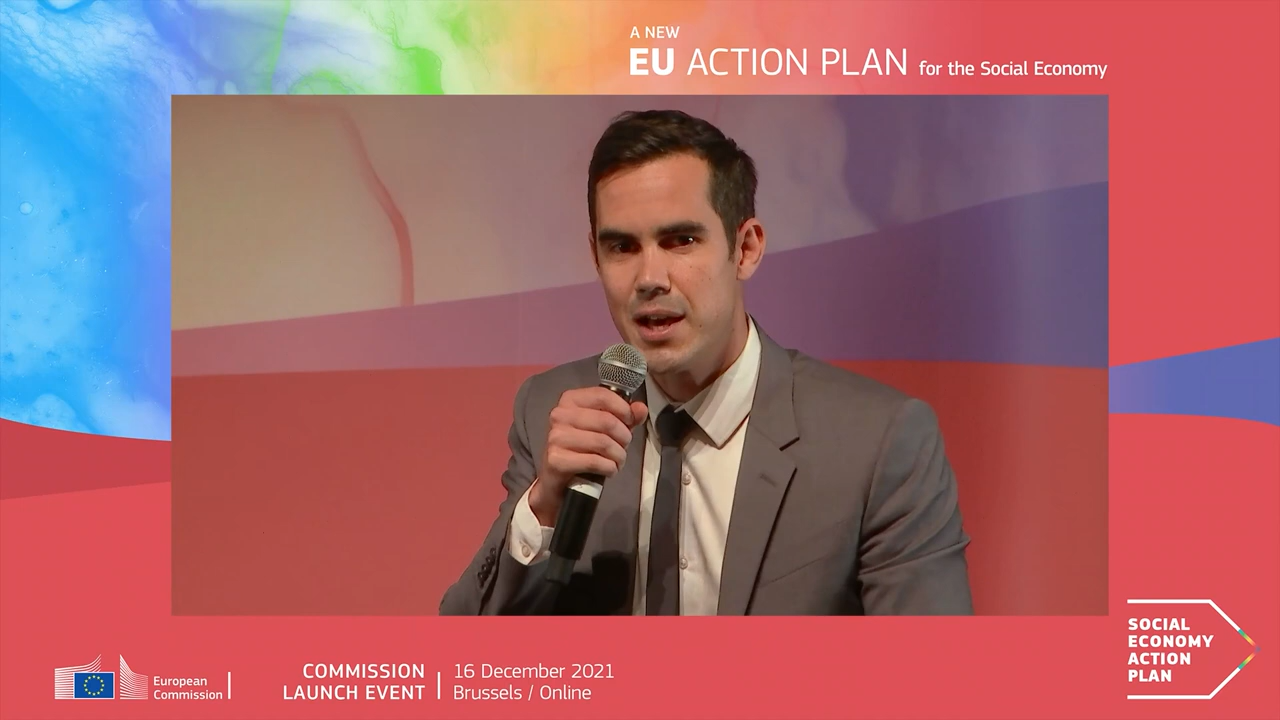 A NEW
EU ACTION PLAN for the Social Economy
European
Commission
COMMISSION
LAUNCH EVENT
16 December 2021
Brussels / Online
SOCIAL
ECONOMY
ACTION
PLAN